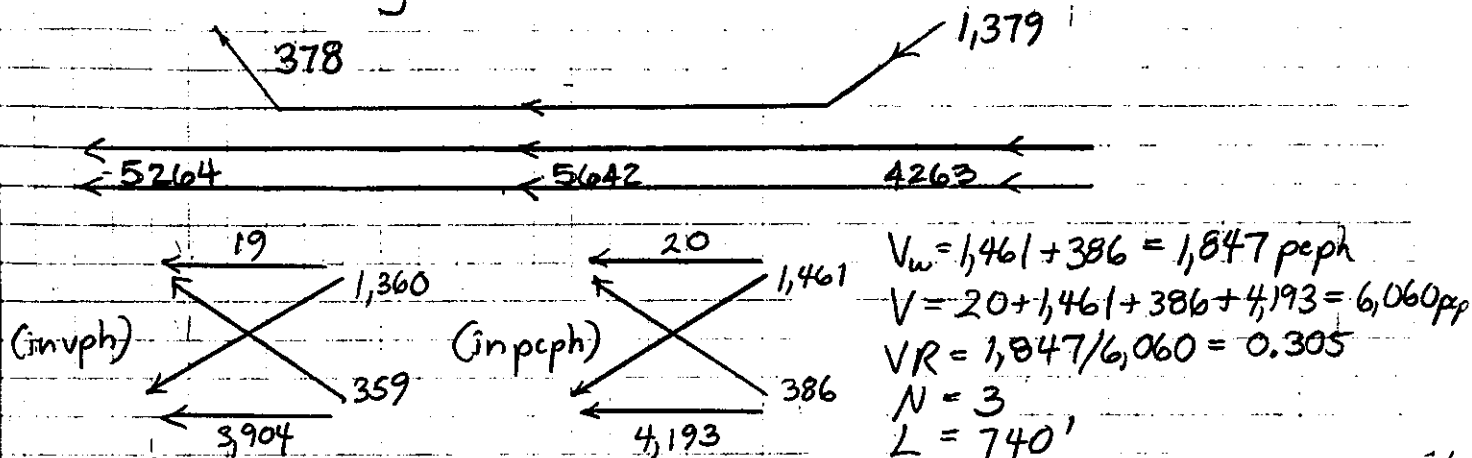 378
1,379
5264
5642
4263
19
1,360
(in vph)
359
3,904
20
1,461
(in pcph)
386
4,193
Vw = 1,461 + 386 = 1,847 pcph
V = 20 + 1,461 + 386 + 4,193 = 6,060 pcp
VR = 1,847/6,060 = 0.305
N = 3
L = 740'